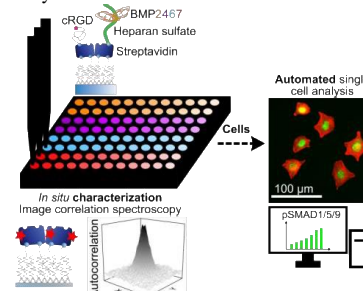 BMP2467
cRGD
Heparan sulfate
Streptavidin
Automated singl
cell analysis
Cells
100 µm
In situ characterization
Image correlation spectroscopy
pSMAD1/5/9
Autocorrelation